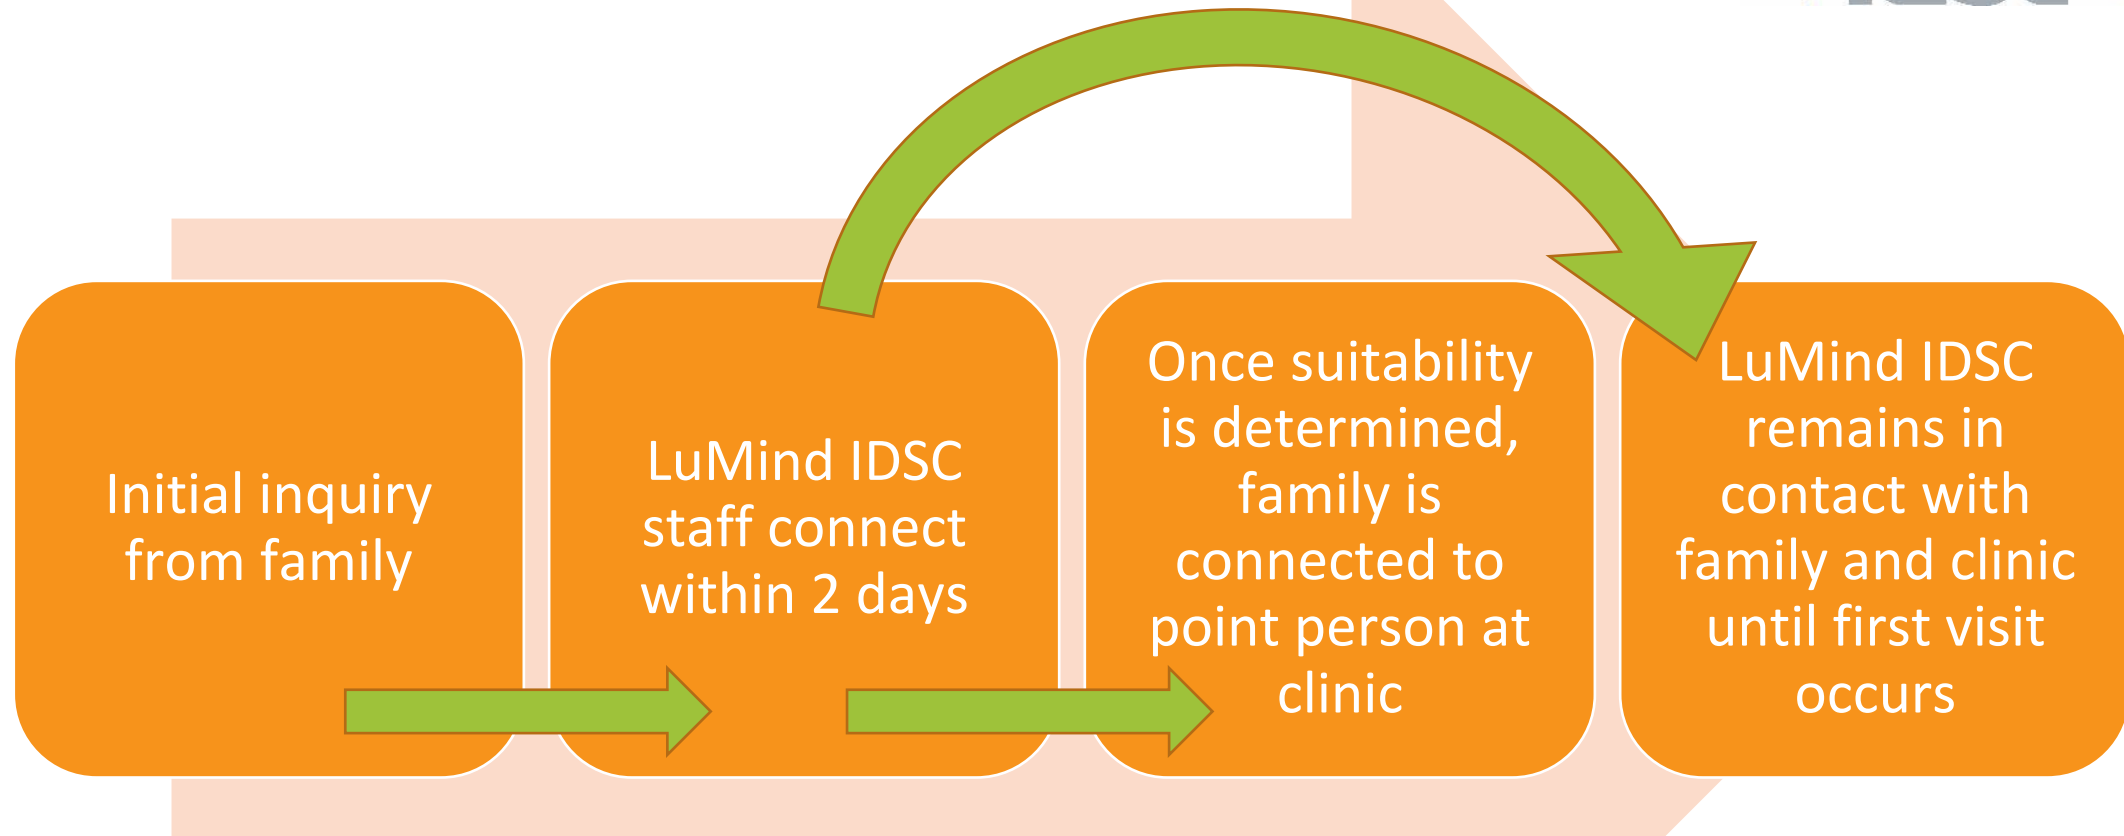 Initial inquiry
from family
LuMind IDSC
staff connect
within 2 days
Once suitability
is determined,
family is
connected to
point person at
clinic
LuMind IDSC
remains in
contact with
family and clinic
until first visit
occurs